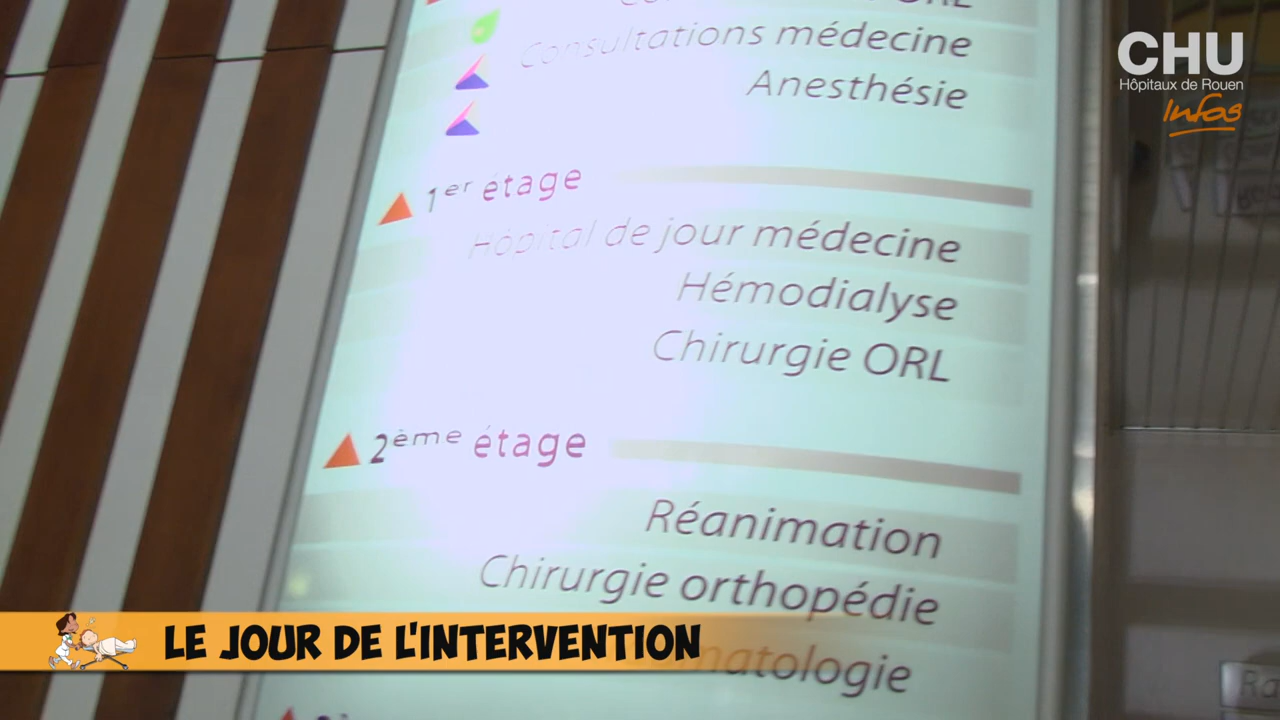 ORL
CHU
Hôpitaux de Rouen
Infos
Consultations médecine
Anesthésie
1er étage
Hôpital de jour médecine
Hémodialyse
Chirurgie ORL
2ème étage
Réanimation
Chirurgie orthopédie
LE JOUR DE L'INTERVENTION